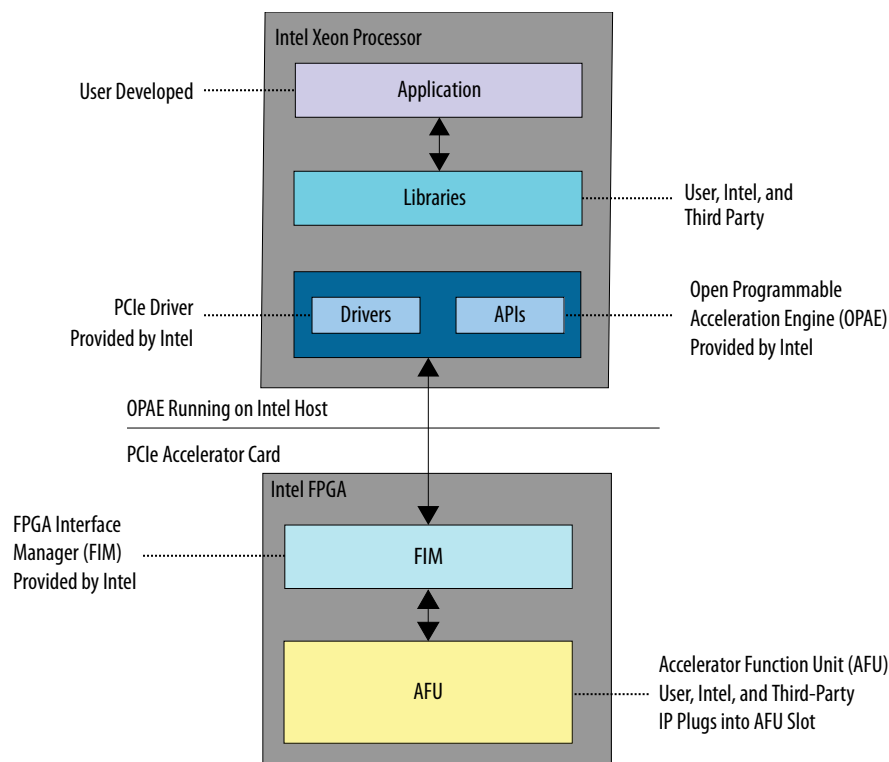 Intel Xeon Processor
User Developed
Application
Libraries
User, Intel, and
Third Party
PCIe Driver
Provided by Intel
Drivers
APIs
Open Programmable
Acceleration Engine (OPAE)
Provided by Intel
OPAE Running on Intel Host
PCIe Accelerator Card
Intel FPGA
FPGA Interface
Manager (FIM)
Provided by Intel
FIM
AFU
Accelerator Function Unit (AFU)
User, Intel, and Third-Party
IP Plugs into AFU Slot